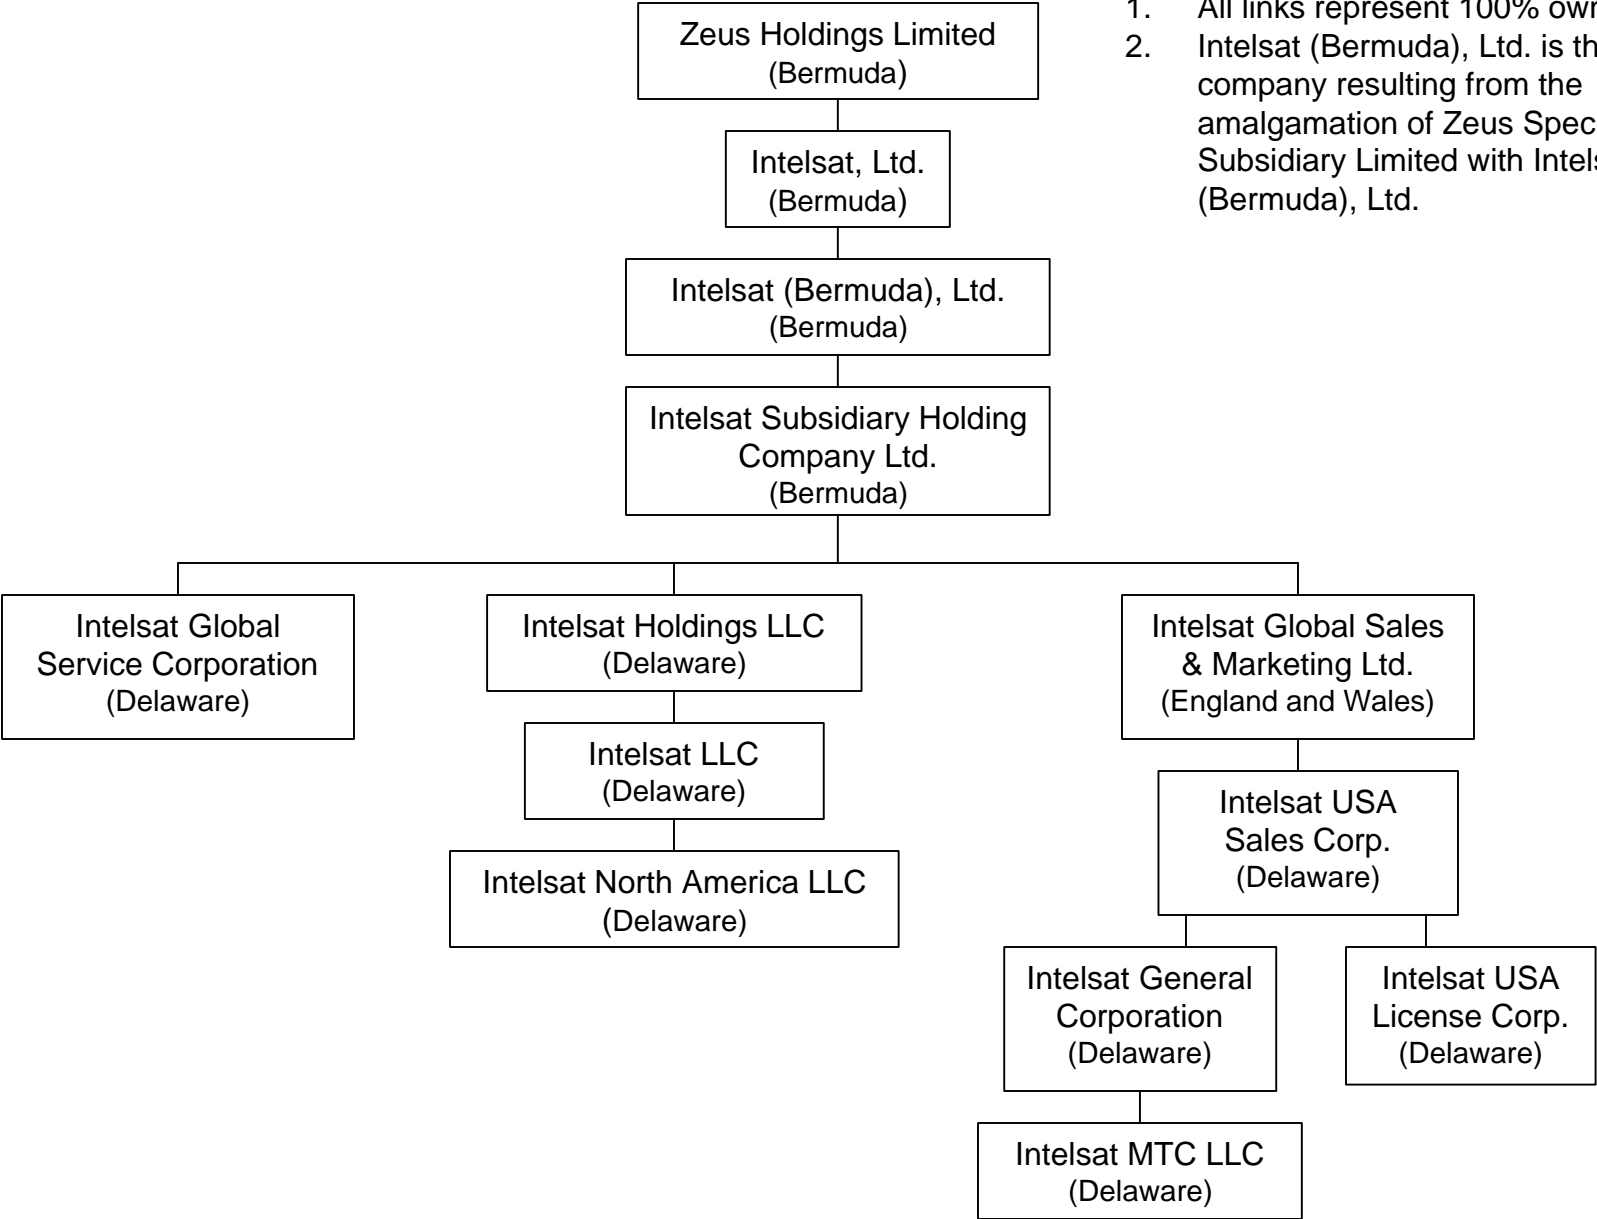 Zeus Holdings Limited
(Bermuda)
1. All links represent 100%
2. Intelsat (Bermuda), Ltd. is
company resulting from the
amalgamation of Zeus
Subsidiary Limited with
(Bermuda), Ltd.
Intelsat, Ltd.
(Bermuda)
Intelsat (Bermuda), Ltd.
(Bermuda)
Intelsat Subsidiary Holding
Company Ltd.
(Bermuda)
Intelsat Global
Service Corporation
(Delaware)
Intelsat Holdings LLC
(Delaware)
Intelsat LLC
(Delaware)
Intelsat North America LLC
(Delaware)
Intelsat Global Sales
& Marketing Ltd.
(England and Wales)
Intelsat USA
Sales Corp.
(Delaware)
Intelsat General
Corporation
(Delaware)
Intelsat MTC LLC
(Delaware)
Intelsat USA
License Corp.
(Delaware)